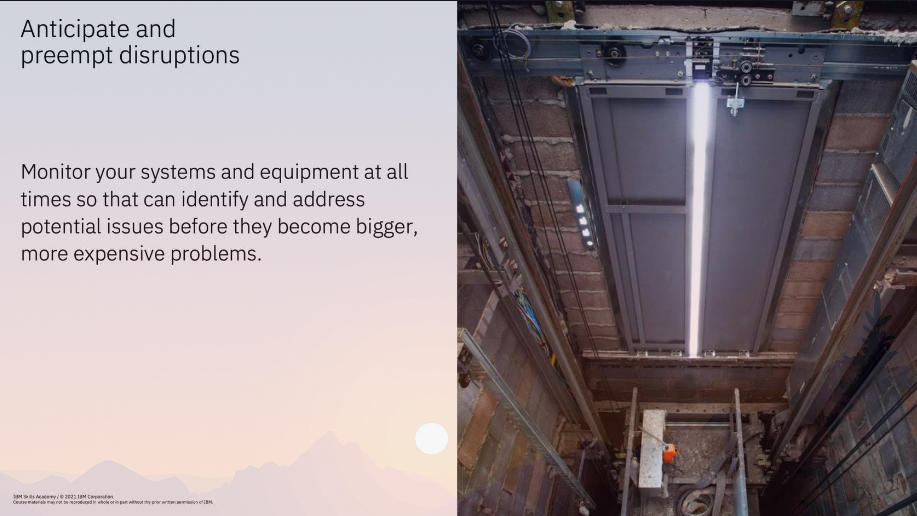 Anticipate and
preempt disruptions
Monitor your systems and equipment at all
times so that can identify and address
potential issues before they become bigger,
more expensive problems.
IBM Skills Academy / © 2021 IBM Corporation.
Course materials may not be reproduced in whole or in part without the prior written permission of IBM.